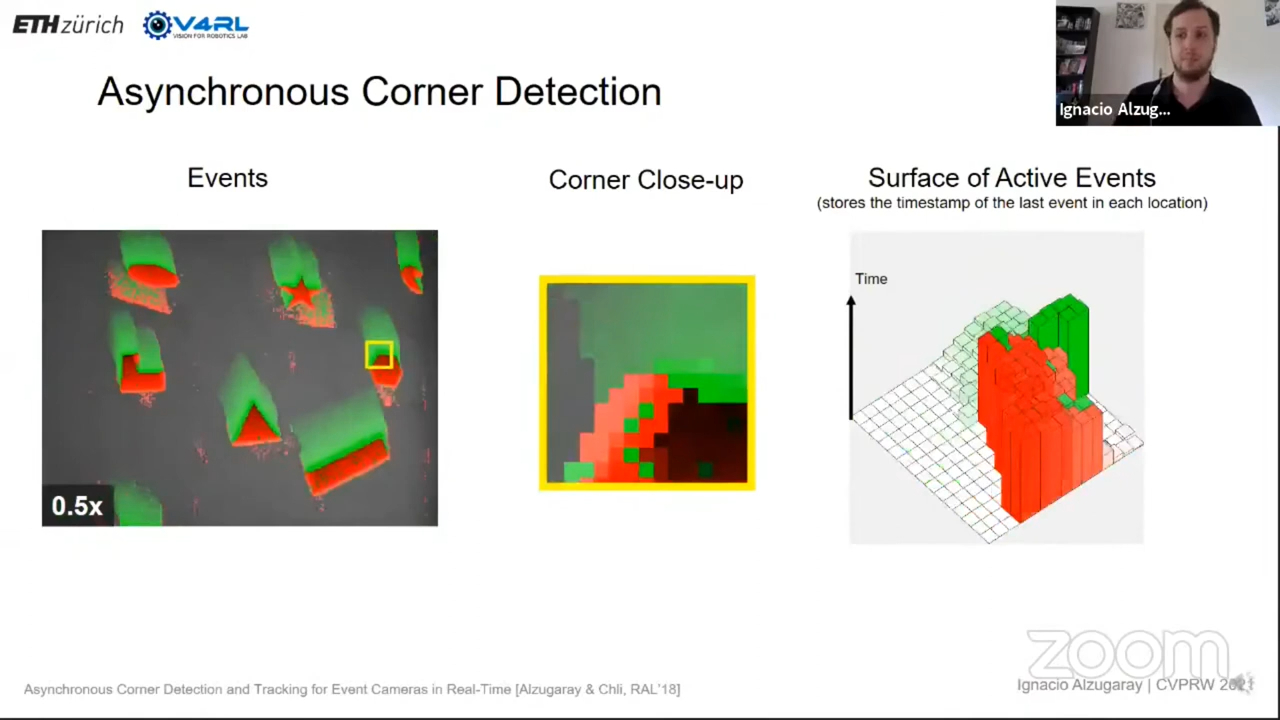 ETH zürich
V4RL
VISION FOR ROBOTICS LAB
Ignacio Alzug...
Asynchronous Corner Detection
Events
Corner Close-up
Surface of Active Events
(stores the timestamp of the last event in each location)
Time
0.5x
zoom
Asynchronous Corner Detection and Tracking for Event Cameras in Real-Time [Alzugaray & Chli, RAL'18]
Ignacio Alzugaray | CVPRW 2021